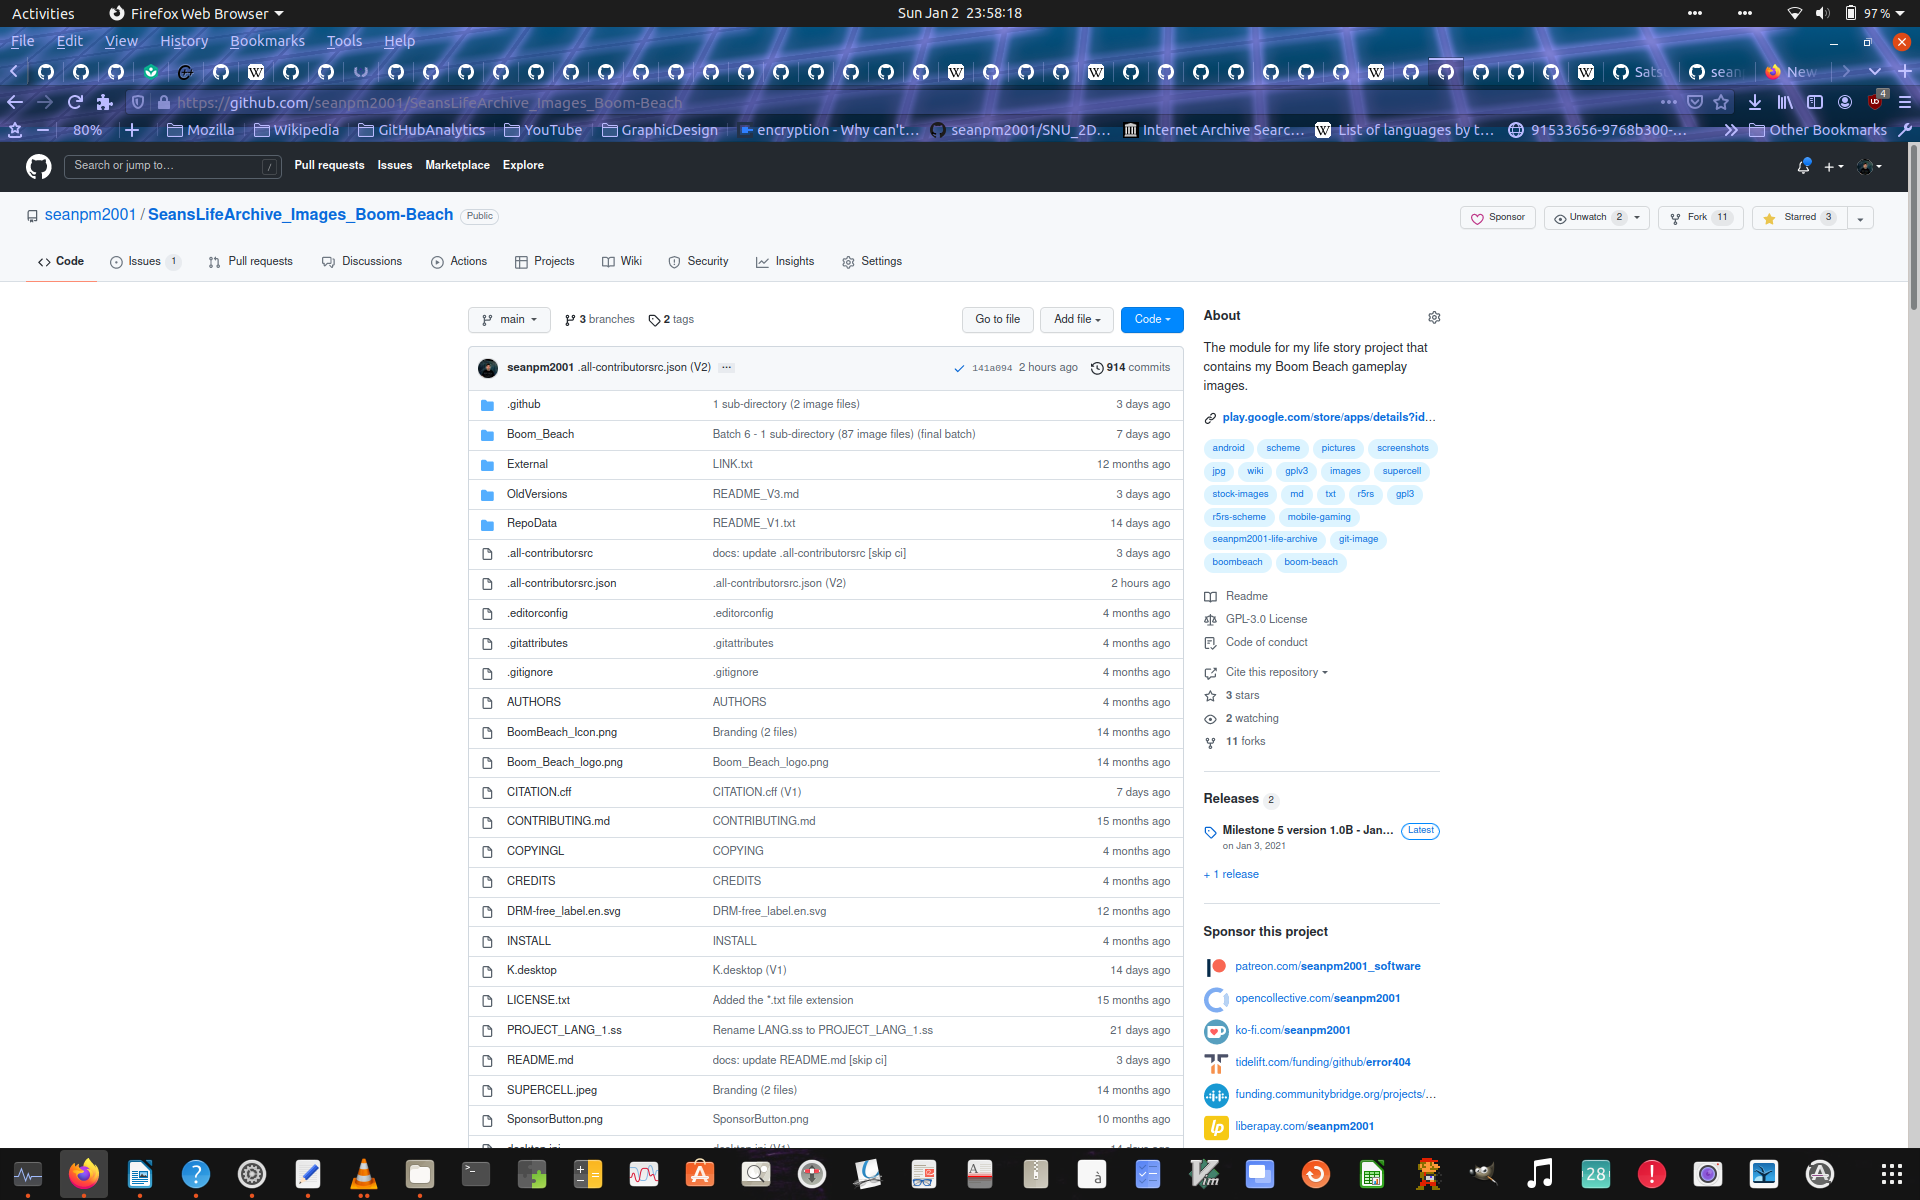 Activities Firefox Web Browser Sun Jan 2 23:58:18 97 %
File Edit View History Bookmarks Tools Help
Sats sean New
https://github.com/seanpm2001/SeansLifeArchive_Images_Boom-Beach 4
80% Mozilla Wikipedia GitHubAnalytics YouTube GraphicDesign encryption - Why can't… seanpm2001/SNU_2D… Internet Archive Searc… List of languages by t… 91533656-9768b300-… Other Bookmarks
Search or jump to… / Pull requests Issues Marketplace Explore
seanpm2001 / SeansLifeArchive_Images_Boom-Beach Public Sponsor Unwatch 2 Fork 11 Starred 3
Code Issues 1 Pull requests Discussions Actions Projects Wiki Security Insights Settings
main 3 branches 2 tags Go to file Add file Code
seanpm2001 .all-contributorsrc.json (V2) ... 141a094 2 hours ago 914 commits
.github 1 sub-directory (2 image files) 3 days ago
Boom_Beach Batch 6 - 1 sub-directory (87 image files) (final batch) 7 days ago
External LINK.txt 12 months ago
OldVersions README_V3.md 3 days ago
RepoData README_V1.txt 14 days ago
.all-contributorsrc docs: update .all-contributorsrc [skip ci] 3 days ago
.all-contributorsrc.json .all-contributorsrc.json (V2) 2 hours ago
.editorconfig .editorconfig 4 months ago
.gitattributes .gitattributes 4 months ago
.gitignore .gitignore 4 months ago
AUTHORS AUTHORS 4 months ago
BoomBeach_Icon.png Branding (2 files) 14 months ago
Boom_Beach_logo.png Boom_Beach_logo.png 14 months ago
CITATION.cff CITATION.cff (V1) 7 days ago
CONTRIBUTING.md CONTRIBUTING.md 15 months ago
COPYINGL COPYING 4 months ago
CREDITS CREDITS 4 months ago
DRM-free_label.en.svg DRM-free_label.en.svg 12 months ago
INSTALL INSTALL 4 months ago
K.desktop K.desktop (V1) 14 days ago
LICENSE.txt Added the *.txt file extension 15 months ago
PROJECT_LANG_1.ss Rename LANG.ss to PROJECT_LANG_1.ss 21 days ago
README.md docs: update README.md [skip ci] 3 days ago
SUPERCELL.jpeg Branding (2 files) 14 months ago
SponsorButton.png SponsorButton.png 10 months ago
About
The module for my life story project that
contains my Boom Beach gameplay
images.
play.google.com/store/apps/details?id…
android scheme pictures screenshots
jpg wiki gplv3 images supercell
stock-images md txt r5rs gpl3
r5rs-scheme mobile-gaming
seanpm2001-life-archive git-image
boombeach boom-beach
Readme
GPL-3.0 License
Code of conduct
Cite this repository
3 stars
2 watching
11 forks
Releases 2
Milestone 5 version 1.0B - Jan… Latest
on Jan 3, 2021
+ 1 release
Sponsor this project
patreon.com/seanpm2001_software
opencollective.com/seanpm2001
ko-fi.com/seanpm2001
tidelift.com/funding/github/error404
funding.communitybridge.org/projects/…
liberapay.com/seanpm2001
28